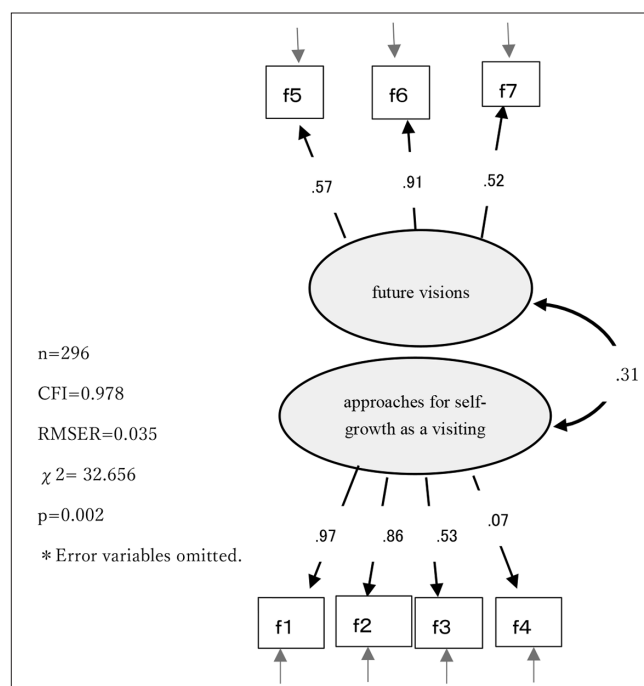 f5
f6
f7
.57
.91
.52
future visions
.31
approaches for self-
growth as a visiting
n=296
CFI=0.978
RMSER=0.035
χ2= 32.656
p=0.002
*Error variables omitted.
.97
.86
.53
.07
f1
f2
f3
f4